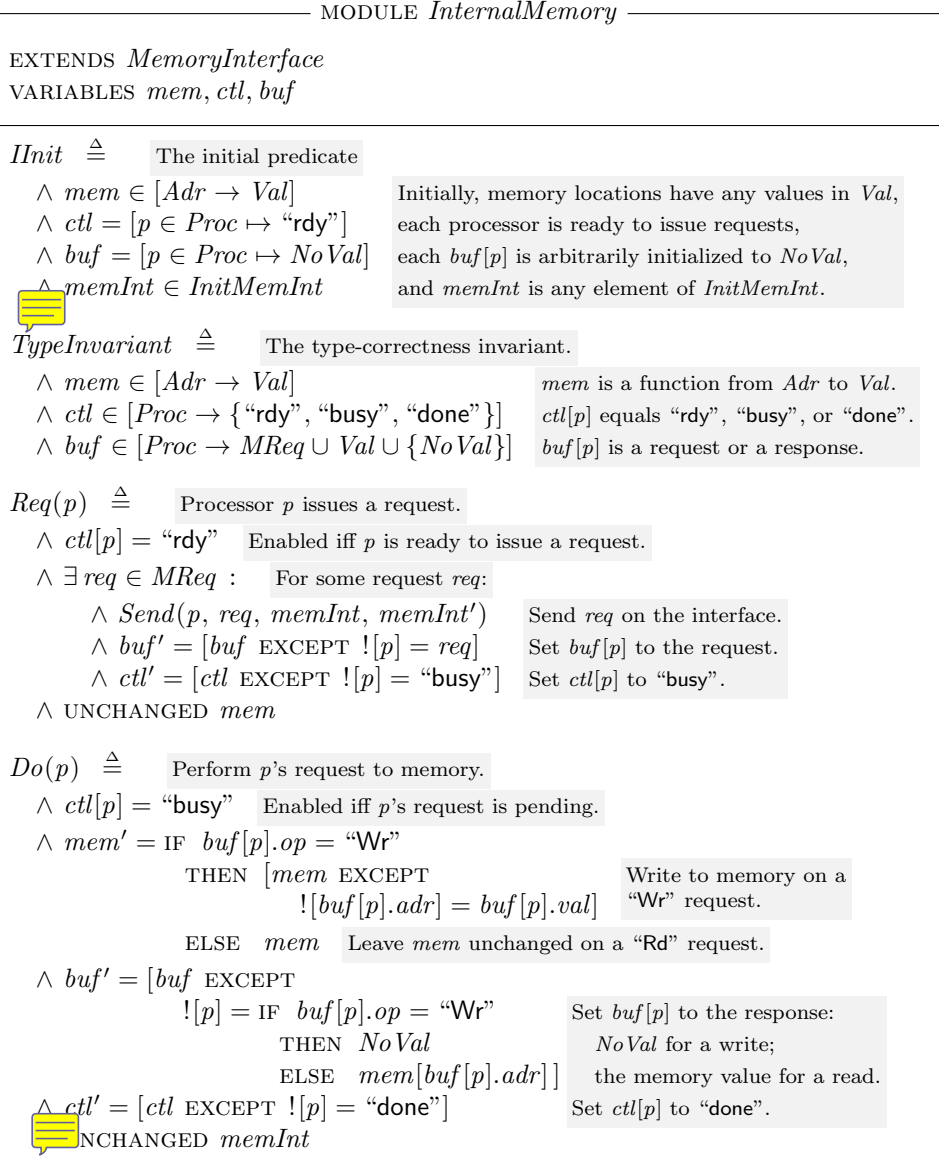 MODULE InternalMemory
EXTENDS MemoryInterface
VARIABLES mem, ctl, buf
IInit ≜ The initial predicate
∧ mem ∈ [Adr → Val] Initially, memory locations have any values in Val,
∧ ctl = [p ∈ Proc ↦ “rdy”] each processor is ready to issue requests,
∧ buf = [p ∈ Proc ↦ NoVal] each buf[p] is arbitrarily initialized to NoVal,
∧ memInt ∈ InitMemInt and memInt is any element of InitMemInt.
TypeInvariant ≜ The type-correctness invariant.
∧ mem ∈ [Adr → Val] mem is a function from Adr to Val.
∧ ctl ∈ [Proc → {“rdy”, “busy”, “done”}] ctl[p] equals “rdy”, “busy”, or “done”.
∧ buf ∈ [Proc → MReq ∪ Val ∪ {NoVal}] buf[p] is a request or a response.
Req(p) ≜ Processor p issues a request.
∧ ctl[p] = “rdy” Enabled iff p is ready to issue a request.
∧ ∃ req ∈ MReq : For some request req:
∧ Send(p, req, memInt, memInt′) Send req on the interface.
∧ buf′ = [buf EXCEPT ![p] = req] Set buf[p] to the request.
∧ ctl′ = [ctl EXCEPT ![p] = “busy”] Set ctl[p] to “busy”.
∧ UNCHANGED mem
Do(p) ≜ Perform p’s request to memory.
∧ ctl[p] = “busy” Enabled iff p’s request is pending.
∧ mem′ = IF buf[p].op = “Wr”
THEN [mem EXCEPT Write to memory on a
![buf[p].adr] = buf[p].val] “Wr” request.
ELSE mem Leave mem unchanged on a “Rd” request.
∧ buf′ = [buf EXCEPT
![p] = IF buf[p].op = “Wr” Set buf[p] to the response:
THEN NoVal NoVal for a write;
ELSE mem[buf[p].adr]] the memory value for a read.
∧ ctl′ = [ctl EXCEPT ![p] = “done”] Set ctl[p] to “done”.
NCHANGED memInt